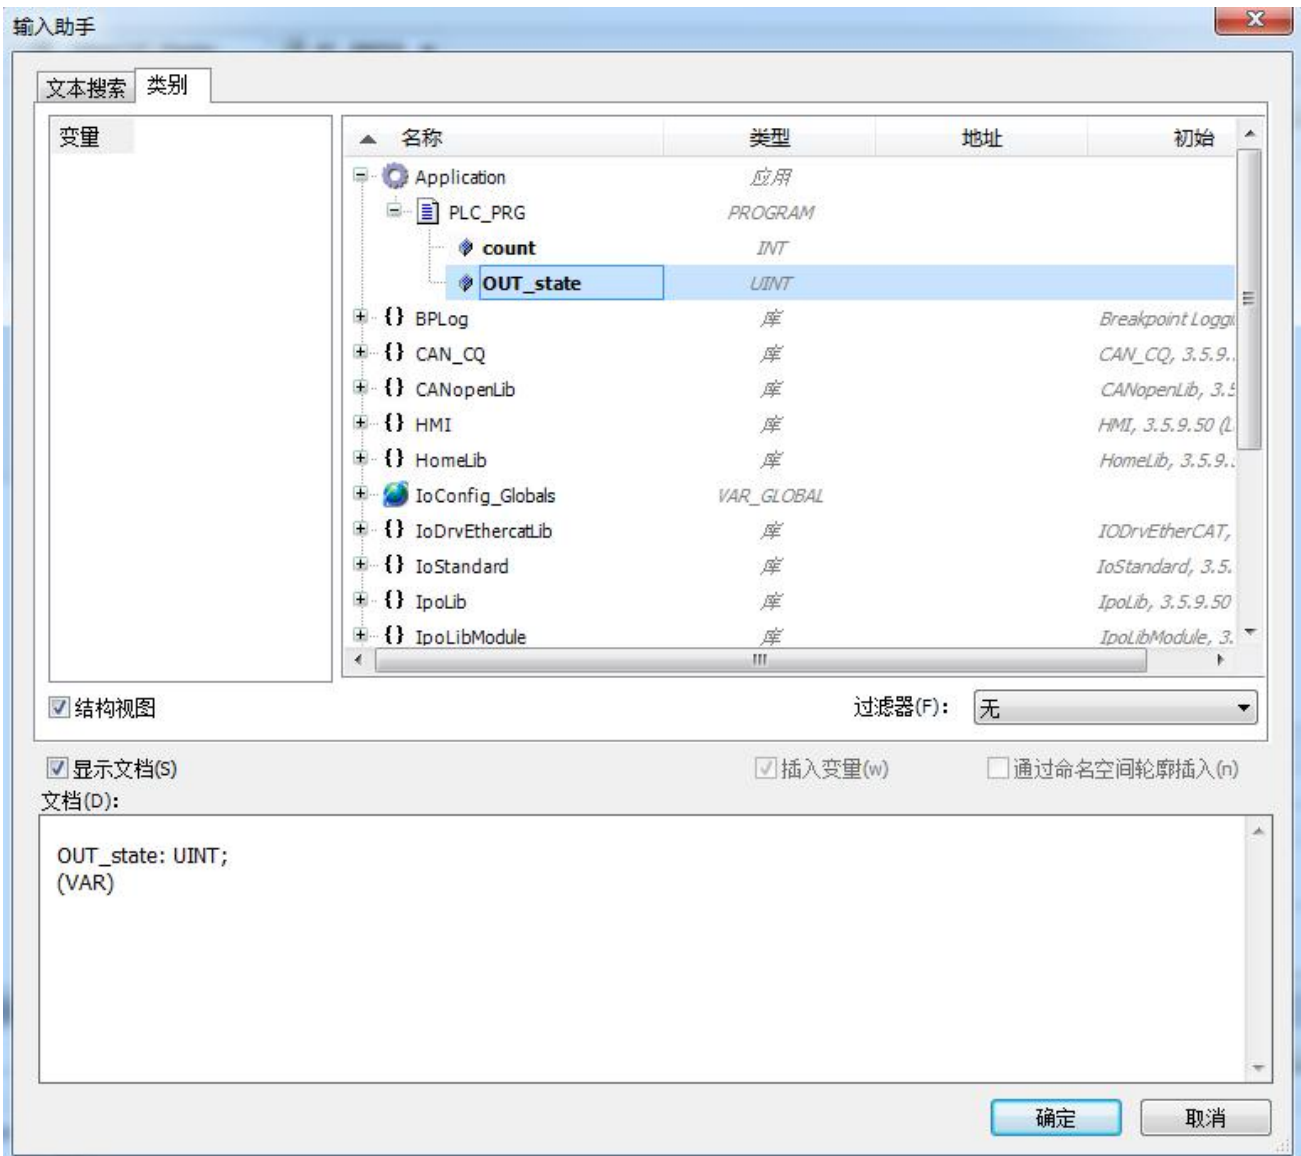 输入助手
文本搜索 类别
变量
名称 类型 地址 初始
Application 应用
PLC_PRG PROGRAM
count INT
OUT_state UINT
BPLog 库 Breakpoint Loggi
CAN_CQ 库 CAN_CQ, 3.5.9..
CANopenLib 库 CANopenLib, 3.5
HMI 库 HMI, 3.5.9.50 (L
HomeLib 库 HomeLib, 3.5.9.
IoConfig_Globals VAR_GLOBAL
IoDrvEthercatLib 库 IODrvEtherCAT,
IoStandard 库 IoStandard, 3.5.
IpoLib 库 IpoLib, 3.5.9.50
IpoLibModule 库 IpoLibModule, 3.
结构视图 过滤器(F): 无
显示文档(S) 插入变量(w) 通过命名空间轮廓插入(n)
文档(D):
OUT_state: UINT;
(VAR)
确定 取消